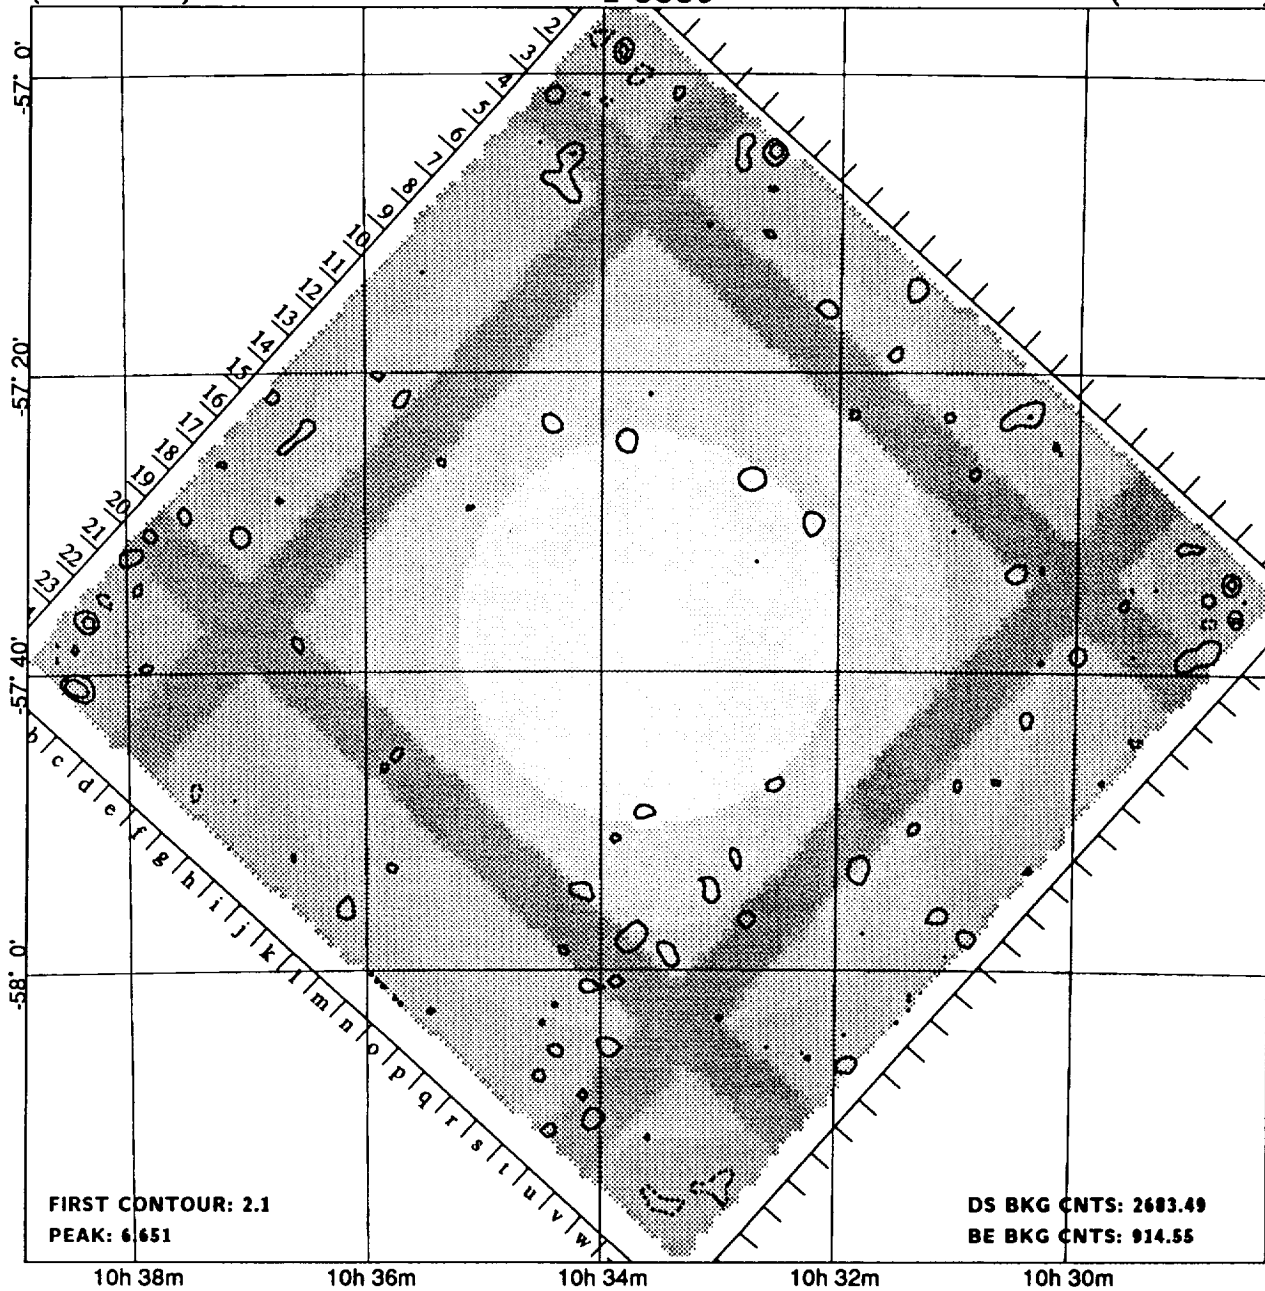 2
3
4
5
6
7
8
9
10
11
12
13
14
15
16
17
18
19
20
21
22
23
-57° 0'
-57° 20'
-57° 40'
-58° 0'
b
c
d
e
f
g
h
i
j
k
l
m
n
o
p
q
r
s
t
u
v
w
FIRST CONTOUR: 2.1
PEAK: 6.651
DS BKG CNTS: 2683.49
BE BKG CNTS: 914.55
10h 38m
10h 36m
10h 34m
10h 32m
10h 30m